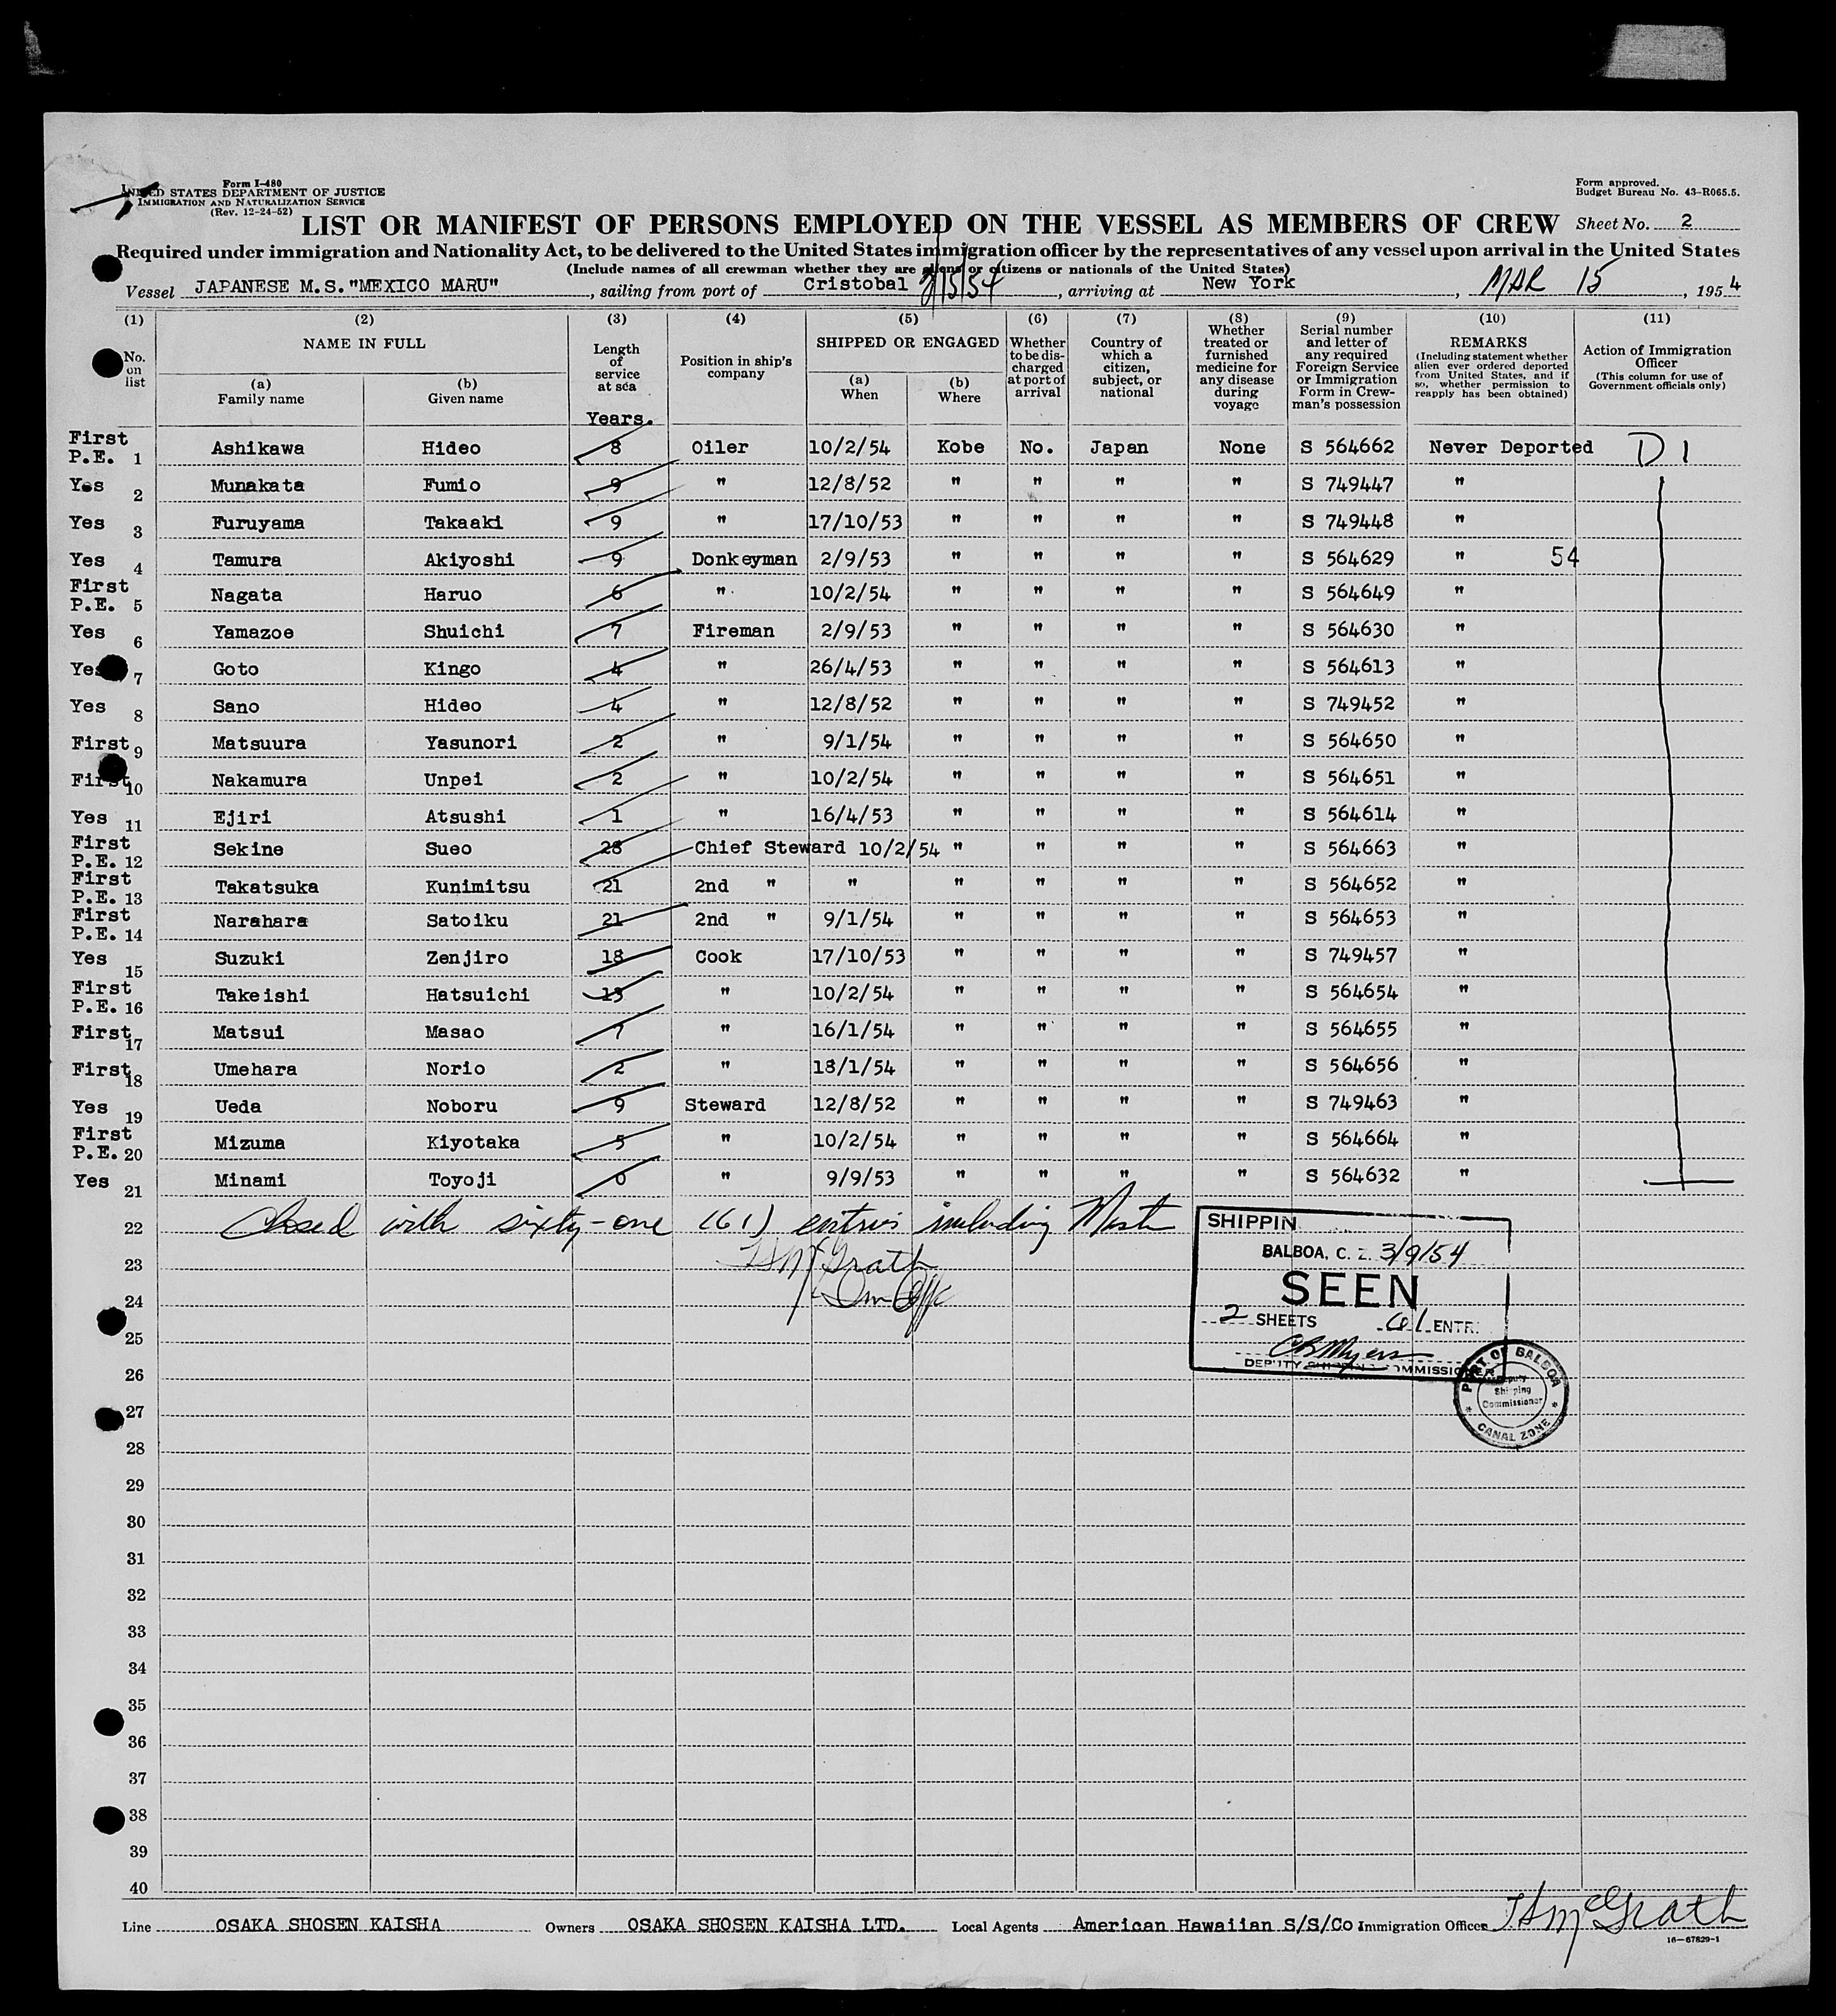 Form I-480
UNITED STATES DEPARTMENT OF JUSTICE
IMMIGRATION AND NATURALIZATION SERVICE
(Rev. 12-24-52)
Form approved.
Budget Bureau No. 43-R065.5.
LIST OR MANIFEST OF PERSONS EMPLOYED ON THE VESSEL AS MEMBERS OF CREW Sheet No. 2
Required under immigration and Nationality Act, to be delivered to the United States immigration officer by the representatives of any vessel upon arrival in the United States
(Include names of all crewman whether they are aliens or citizens or nationals of the United States)
Vessel JAPANESE M.S."MEXICO MARU", sailing from port of Cristobal /15/54, arriving at New York, MAR 15, 1954
(1) (2) (3) (4) (5) (6) (7) (8) (9) (10) (11)
No. on list
NAME IN FULL
(a) Family name
(b) Given name
Length of service at sea
Years.
Position in ship's company
SHIPPED OR ENGAGED
(a) When
(b) Where
Whether to be discharged at port of arrival
Country of which a citizen, subject, or national
Whether treated or furnished medicine for any disease during voyage
Serial number and letter of any required Foreign Service or Immigration Form in Crewman's possession
REMARKS
(Including statement whether alien ever ordered deported from United States, and if so, whether permission to reapply has been obtained)
Action of Immigration Officer
(This column for use of Government officials only)
First P.E. 1 Ashikawa Hideo 8 Oiler 10/2/54 Kobe No. Japan None S 564662 Never Deported D 1
Yes 2 Munakata Fumio 9 " 12/8/52 " " " " S 749447 "
Yes 3 Furuyama Takaaki 9 " 17/10/53 " " " " S 749448 "
Yes 4 Tamura Akiyoshi 9 Donkeyman 2/9/53 " " " " S 564629 " 54
First P.E. 5 Nagata Haruo 6 " 10/2/54 " " " " S 564649 "
Yes 6 Yamazoe Shuichi 7 Fireman 2/9/53 " " " " S 564630 "
Yes 7 Goto Kingo 4 " 26/4/53 " " " " S 564613 "
Yes 8 Sano Hideo 4 " 12/8/52 " " " " S 749452 "
First 9 Matsuura Yasunori 2 " 9/1/54 " " " " S 564650 "
First 10 Nakamura Unpei 2 " 10/2/54 " " " " S 564651 "
Yes 11 Ejiri Atsushi 1 " 16/4/53 " " " " S 564614 "
First P.E. 12 Sekine Sueo 28 Chief Steward 10/2/54 " " " " S 564663 "
First P.E. 13 Takatsuka Kunimitsu 21 2nd " " " " " " S 564652 "
First P.E. 14 Narahara Satoiku 21 2nd " 9/1/54 " " " " S 564653 "
Yes 15 Suzuki Zenjiro 18 Cook 17/10/53 " " " " S 749457 "
First P.E. 16 Takeishi Hatsuichi 13 " 10/2/54 " " " " S 564654 "
First 17 Matsui Masao 7 " 16/1/54 " " " " S 564655 "
First 18 Umehara Norio 2 " 18/1/54 " " " " S 564656 "
Yes 19 Ueda Noboru 9 Steward 12/8/52 " " " " S 749463 "
First P.E. 20 Mizuma Kiyotaka 5 " 10/2/54 " " " " S 564664 "
Yes 21 Minami Toyoji 0 " 9/9/53 " " " " S 564632 "
22 Closed with sixty-one (61) entries including Master
23 McGrath
24
25
26
27
28
29
30
31
32
33
34
35
36
37
38
39
40
SHIPPIN
BALBOA, C. Z. 3/9/54
SEEN
2 SHEETS 61 ENTR.
CB Myers
DEPUTY SHIPPING COMMISSIONER
PORT OF BALBOA
Deputy Shipping Commissioner
CANAL ZONE
Line OSAKA SHOSEN KAISHA Owners OSAKA SHOSEN KAISHA LTD. Local Agents American Hawaiian S/S/Co Immigration Officer McGrath
16-67829-1